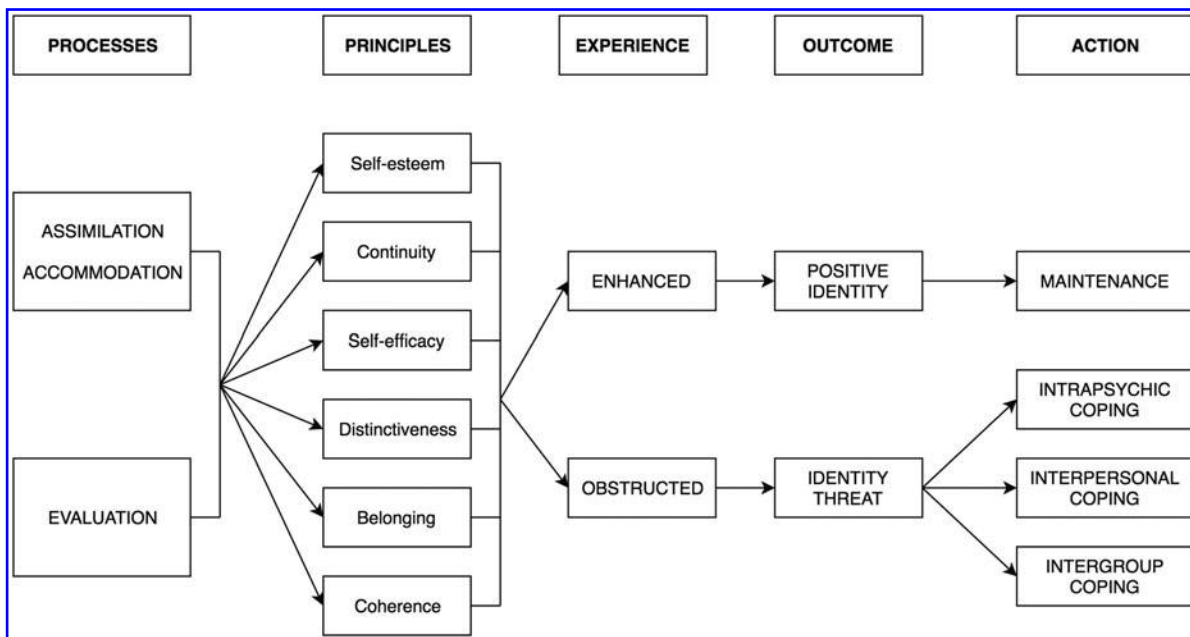 PROCESSES
PRINCIPLES
EXPERIENCE
OUTCOME
ACTION
ASSIMILATION
ACCOMMODATION
EVALUATION
Self-esteem
Continuity
Self-efficacy
Distinctiveness
Belonging
Coherence
ENHANCED
OBSTRUCTED
POSITIVE
IDENTITY
IDENTITY
THREAT
MAINTENANCE
INTRAPSYCHIC
COPING
INTERPERSONAL
COPING
INTERGROUP
COPING